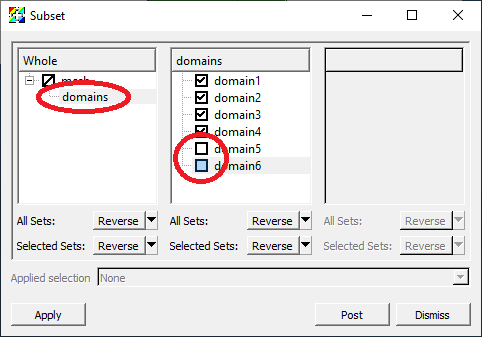 Subset
Whole
mesh
domains
domains
domain1
domain2
domain3
domain4
domain5
domain6
All Sets: Reverse
Selected Sets: Reverse
All Sets: Reverse
Selected Sets: Reverse
All Sets: Reverse
Selected Sets: Reverse
Applied selection None
Apply Post Dismiss